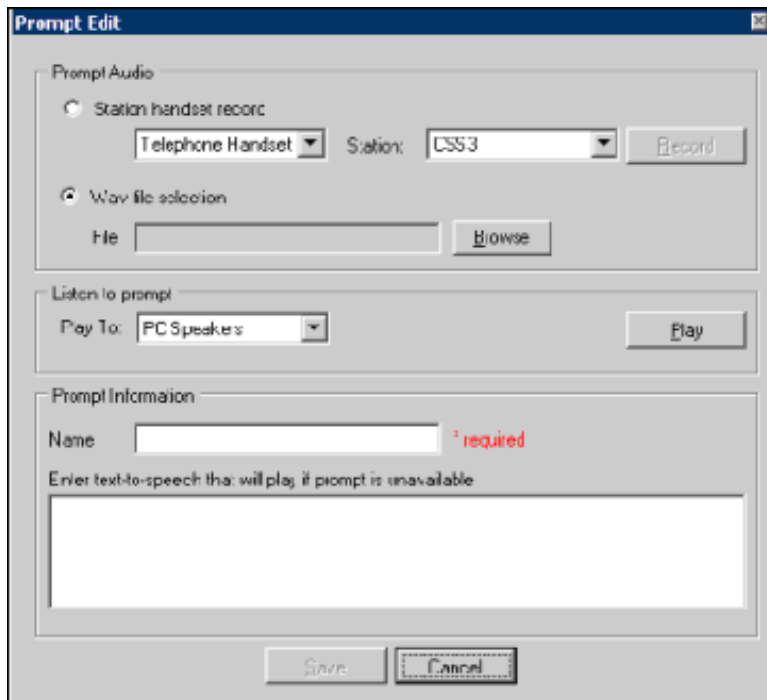 Prompt Edit
Prompt Audio
Station handset record
Telephone Handset Station: CSS3 Record
Wav file selection
File Browse
Listen to prompt
Play To: PC Speakers Play
Prompt Information
Name * required
Enter text-to-speech that will play if prompt is unavailable
Save Cancel